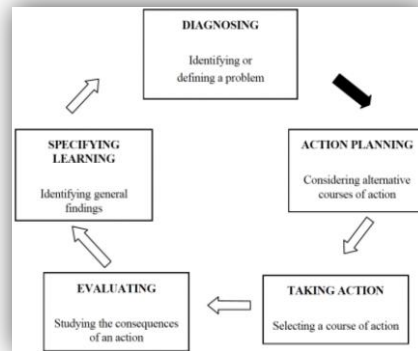 DIAGNOSING
Identifying or
defining a problem
ACTION PLANNING
Considering alternative
courses of action
TAKING ACTION
Selecting a course of action
EVALUATING
Studying the consequences
of an action
SPECIFYING
LEARNING
Identifying general
findings